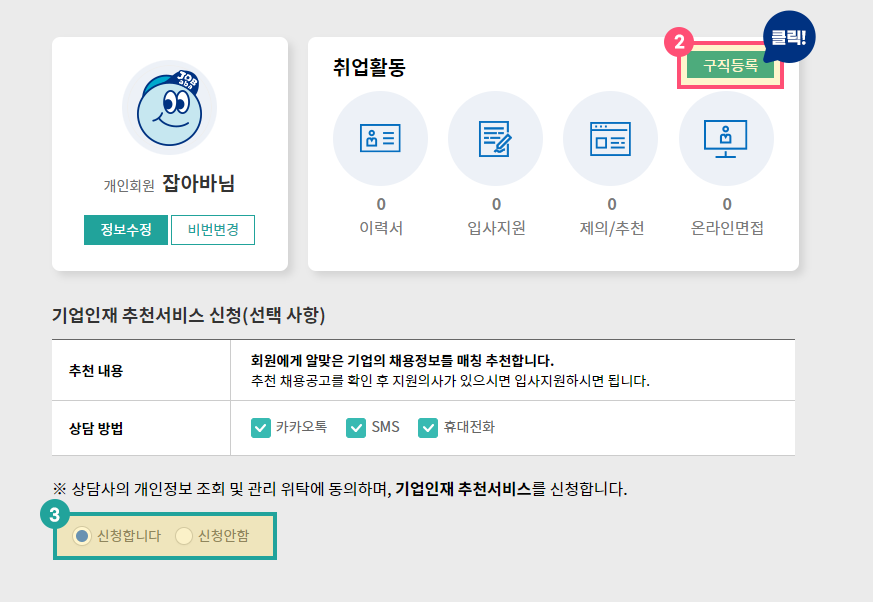 클릭!
2
취업활동
구직등록
JOB
aba
개인회원 잡아바님
정보수정 비번변경
0 0 0 0
이력서 입사지원 제의/추천 온라인면접
기업인재 추천서비스 신청(선택 사항)
추천 내용
회원에게 알맞은 기업의 채용정보를 매칭 추천합니다.
추천 채용공고를 확인 후 지원의사가 있으시면 입사지원하시면 됩니다.
상담 방법
카카오톡 SMS 휴대전화
※ 상담사의 개인정보 조회 및 관리 위탁에 동의하며, 기업인재 추천서비스를 신청합니다.
3
신청합니다 신청안함